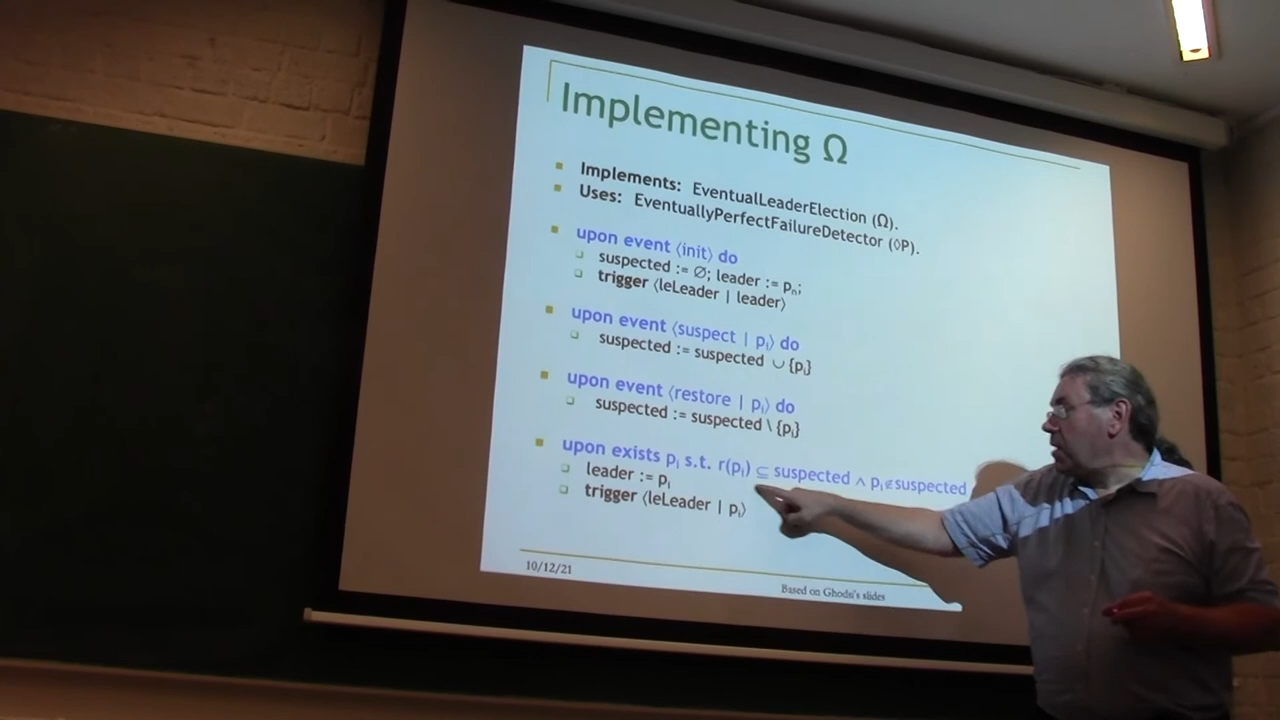 Implementing Ω
Implements: EventualLeaderElection (Ω).
Uses: EventuallyPerfectFailureDetector (◊P).
upon event ⟨init⟩ do
suspected := ∅; leader := pₙ;
trigger ⟨leLeader | leader⟩
upon event ⟨suspect | pᵢ⟩ do
suspected := suspected ∪ {pᵢ}
upon event ⟨restore | pᵢ⟩ do
suspected := suspected \ {pᵢ}
upon exists pᵢ s.t. r(pᵢ) ⊆ suspected ∧ pᵢ∉suspected
leader := pᵢ
trigger ⟨leLeader | pᵢ⟩
10/12/21
Based on Ghodsi's slides